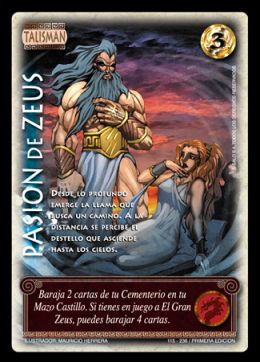 TALISMAN
3
PASION DE ZEUS
DESDE LO PROFUNDO
EMERGE LA LLAMA QUE
BUSCA UN CAMINO. A LA
DISTANCIA SE PERCIBE EL
DESTELLO QUE ASCIENDE
HASTA LOS CIELOS.
Baraja 2 cartas de tu Cementerio en tu
Mazo Castillo. Si tienes en juego a El Gran
Zeus, puedes barajar 4 cartas.
ILUSTRADOR: MAURICIO HERRERA
115 - 236 / PRIMERA EDICION